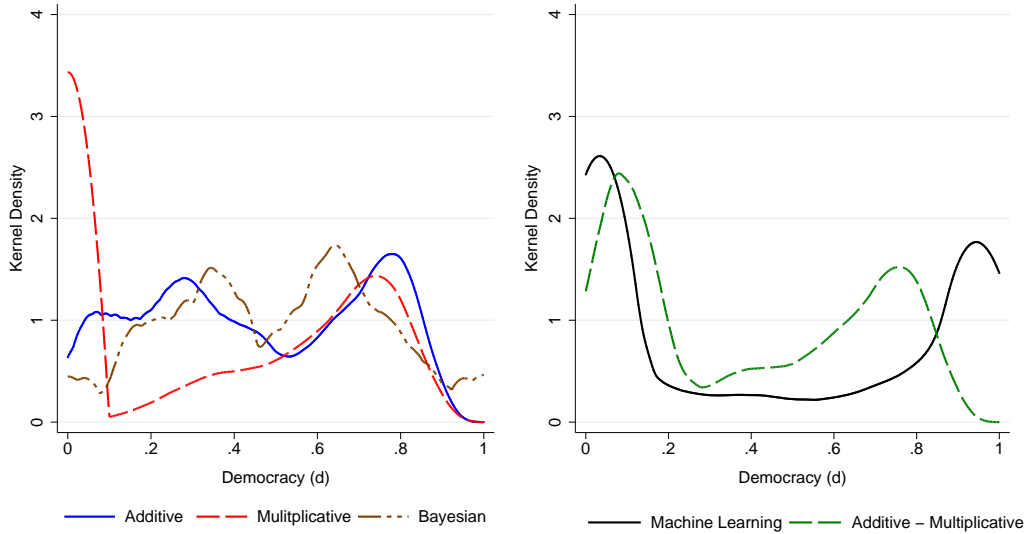 4
3
2
1
0
Kernel Density
0
.2
.4
.6
.8
1
Democracy (d)
Additive
Mulitplicative
Bayesian
4
3
2
1
0
Kernel Density
0
.2
.4
.6
.8
1
Democracy (d)
Machine Learning
Additive − Multiplicative